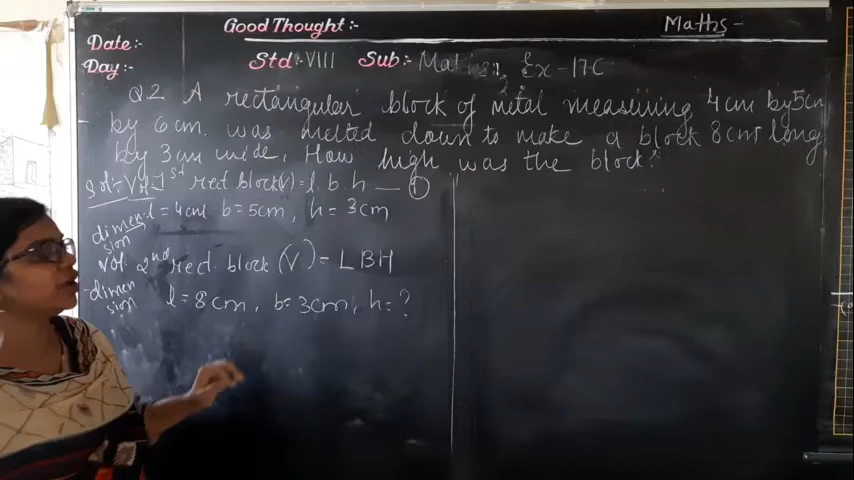 Good Thought:-
Maths-
Date:-
Day:-
Std:- VIII Sub:- Maths, Ex-17C
Q.2 A rectangular block of metal measuring 4cm by 5cm
by 6cm. was melted down to make a block 8cm long
by 3cm wide. How high was the block?
Sol:- Vol. 1st rect block(V) = l. b. h — 1
dimension l = 4cm b = 5cm, h = 3cm
Vol. 2nd rect. block (V) = LBH
dimension l = 8cm, b = 3cm, h = ?